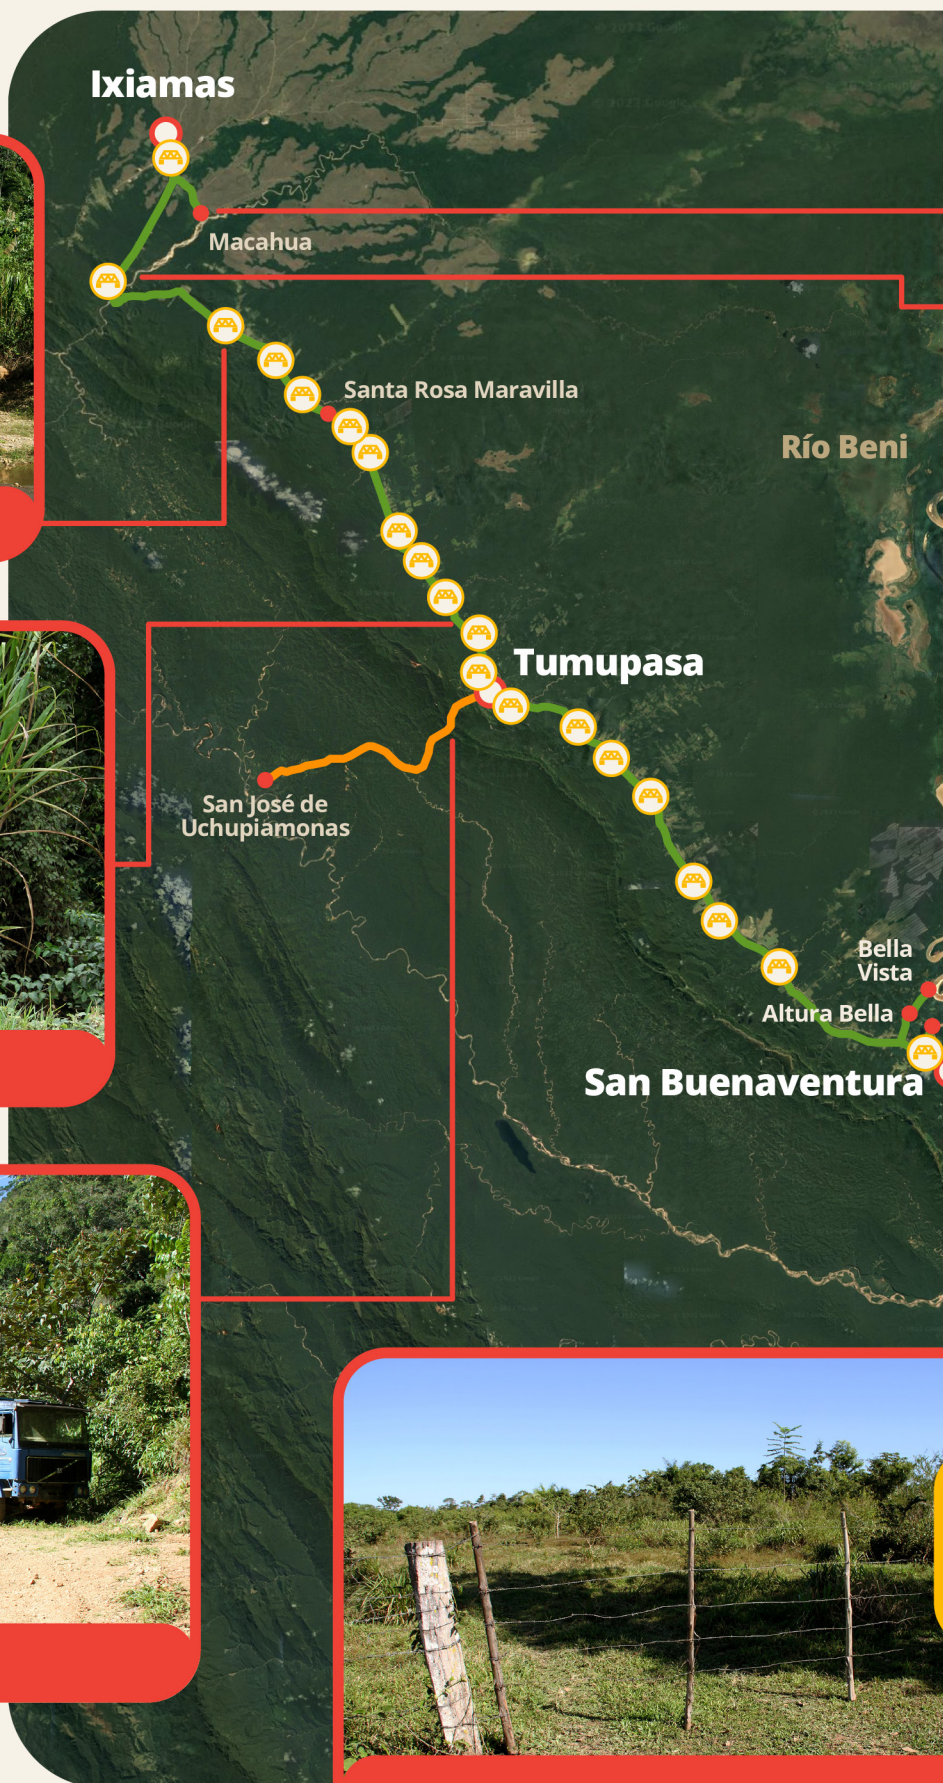 Ixiamas
Macahua
Santa Rosa Maravilla
Río Beni
Tumupasa
San José de
Uchupiamonas
Bella
Vista
Altura Bella
San Buenaventura